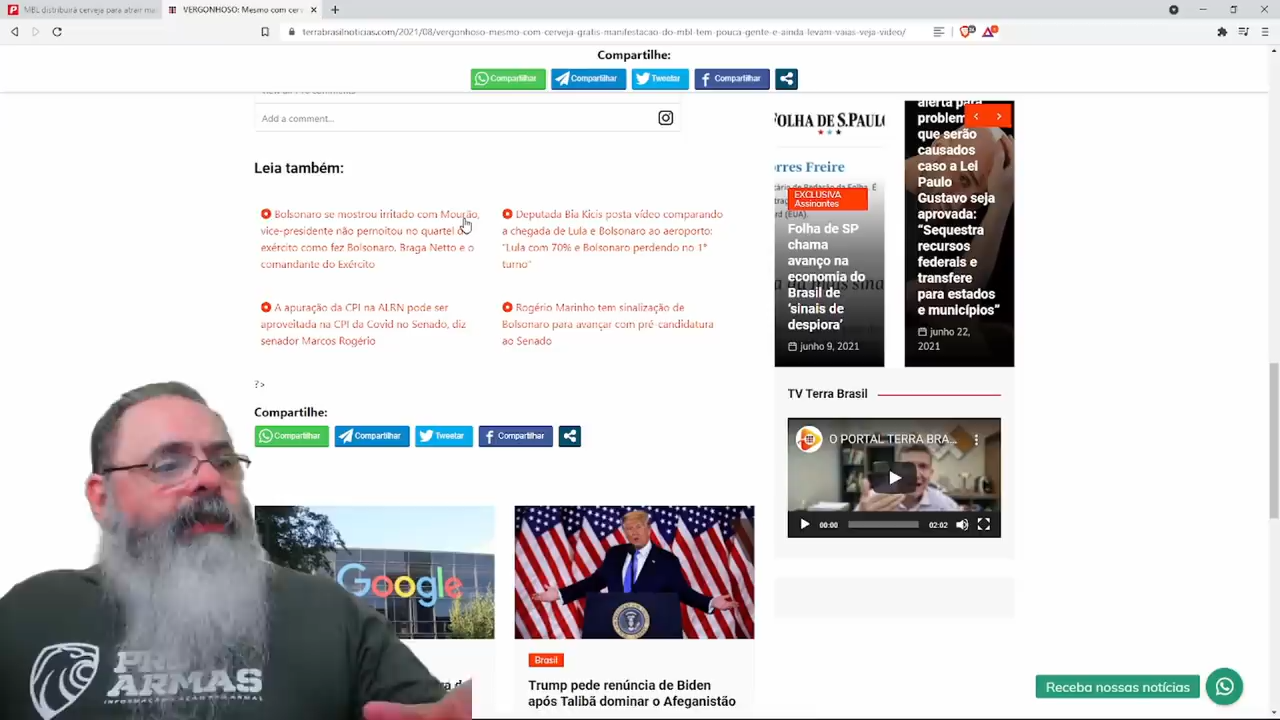 MBL distribuirá cerveja para atrair ma
VERGONHOSO: Mesmo com cerv
terrabrasilnoticias.com/2021/08/vergonhoso-mesmo-com-cerveja-gratis-manifestacao-do-mbl-tem-pouca-gente-e-ainda-levam-vaias-veja-video/
Compartilhe:
Compartilhar
Compartilhar
Tweetar
Compartilhar
Add a comment...
Leia também:
Bolsonaro se mostrou irritado com Mourão,
vice-presidente não pernoitou no quartel
exército como fez Bolsonaro, Braga Netto e o
comandante do Exército
Deputada Bia Kicis posta vídeo comparando
a chegada de Lula e Bolsonaro ao aeroporto:
"Lula com 70% e Bolsonaro perdendo no 1°
turno"
A apuração da CPI na ALRN pode ser
aproveitada na CPI da Covid no Senado, diz
senador Marcos Rogério
Rogério Marinho tem sinalização de
Bolsonaro para avançar com pré-candidatura
ao Senado
?>
Compartilhe:
Compartilhar
Compartilhar
Tweetar
Compartilhar
Google
Brasil
Trump pede renúncia de Biden
após Talibã dominar o Afeganistão
OLHA DE S.PAUL
orres Freire
EXCLUSIVA
Assinantes
Folha de SP
chama
avanço na
economia do
Brasil de
'sinais de
despiora'
junho 9, 2021
alerta para
problem
que serão
causados
caso a Lei
Paulo
Gustavo seja
aprovada:
"Sequestra
recursos
federais e
transfere
para estados
e municípios"
junho 22,
2021
TV Terra Brasil
O PORTAL TERRA BRA...
00:00
02:02
Receba nossas notícias
ARMAS